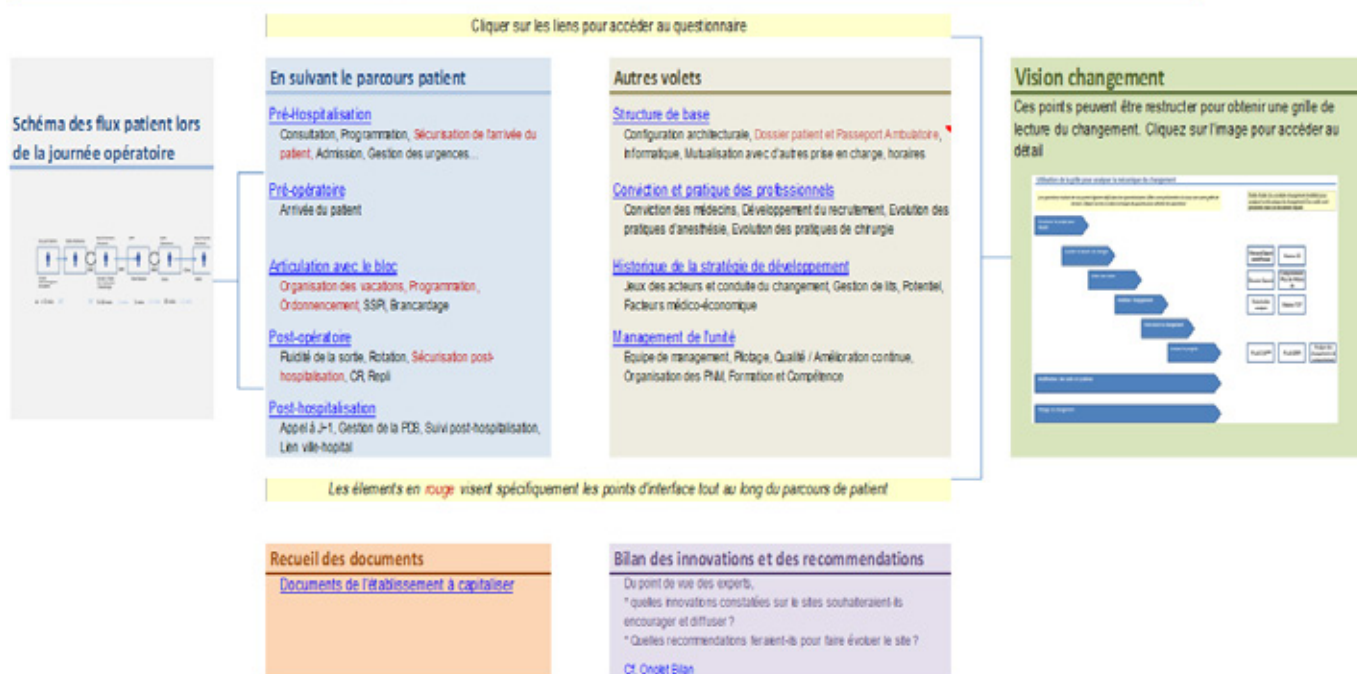 Cliquer sur les liens pour accéder au questionnaire
Schéma des flux patient lors
de la journée opératoire
En suivant le parcours patient
Pré-Hospitalisation
Consultation, Programmation, Sécurisation de l'arrivée du
patient, Admission, Gestion des urgences...
Pré-opératoire
Arrivée du patient
Articulation avec le bloc
Organisation des vacations, Programmation,
Ordonnencement, SSPI, Brancardage
Post-opératoire
Fluidité de la sortie, Rotation, Sécurisation post-
hospitalisation, CR, Repli
Post-hospitalisation
Appel à J+1, Gestion de la PDS, Suivi post-hospitalisation,
Lien ville-hopital
Autres volets
Structure de base
Configuration architecturale, Dossier patient et Passeport Ambulatoire,
Informatique, Mutualisation avec d'autres prise en charge, horaires
Conviction et pratique des professionnels
Conviction des médecins, Développement du recrutement, Evolution des
pratiques d'anesthésie, Evolution des pratiques de chirurgie
Historique de la stratégie de développement
Jeux des acteurs et conduite du changement, Gestion de lits, Potentiel,
Facteurs médico-économique
Management de l'unité
Equipe de management, Pilotage, Qualité / Amélioration continue,
Organisation des PNM, Formation et Compétence
Vision changement
Ces points peuvent être restructer pour obtenir une grille de
lecture du changement. Cliquez sur l'image pour accéder au
détail
Utilisation de la grille pour analyser la mécanique du changement
Les éléments en rouge visent spécifiquement les points d'interface tout au long du parcours de patient
Recueil des documents
Documents de l'établissement à capitaliser
Bilan des innovations et des recommendations
Du point de vue des experts,
* quelles innovations constatées sur le sites souhaiteraient-ils
encourager et diffuser ?
* Quelles recommendations feraient-ils pour faire évoluer le site ?
Cf. Onglet Bilan